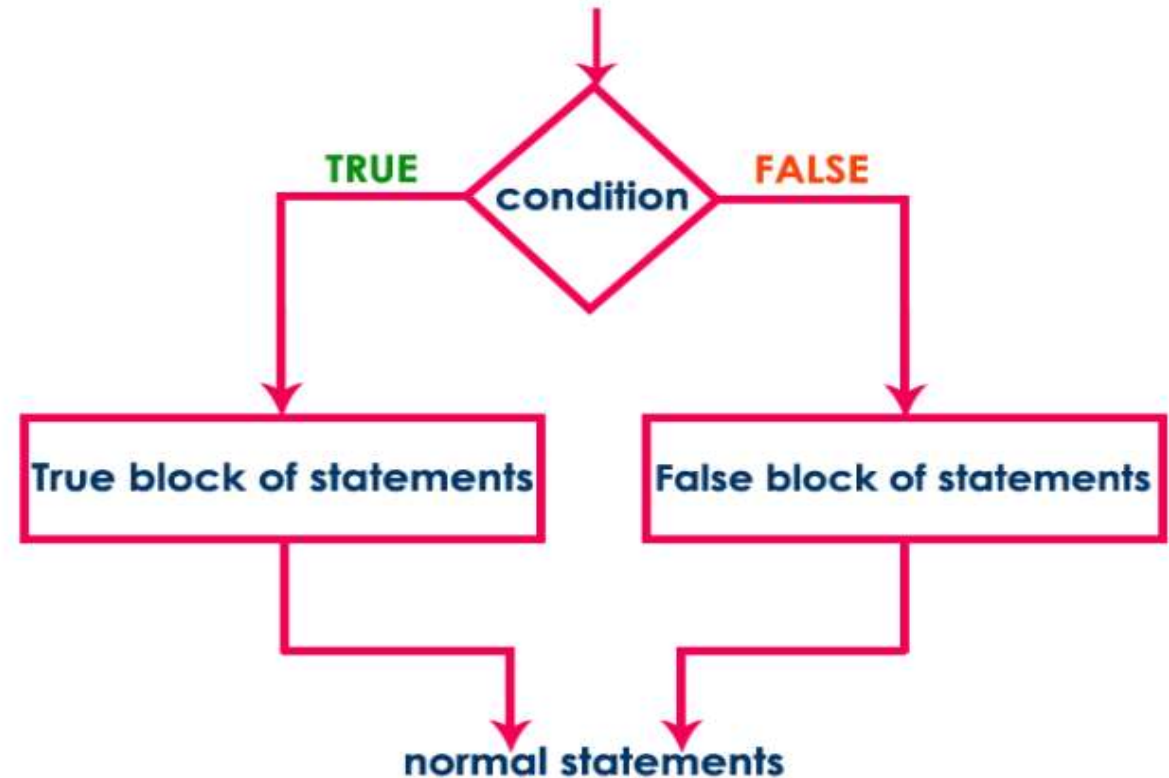 TRUE
FALSE
condition
True block of statements
False block of statements
normal statements